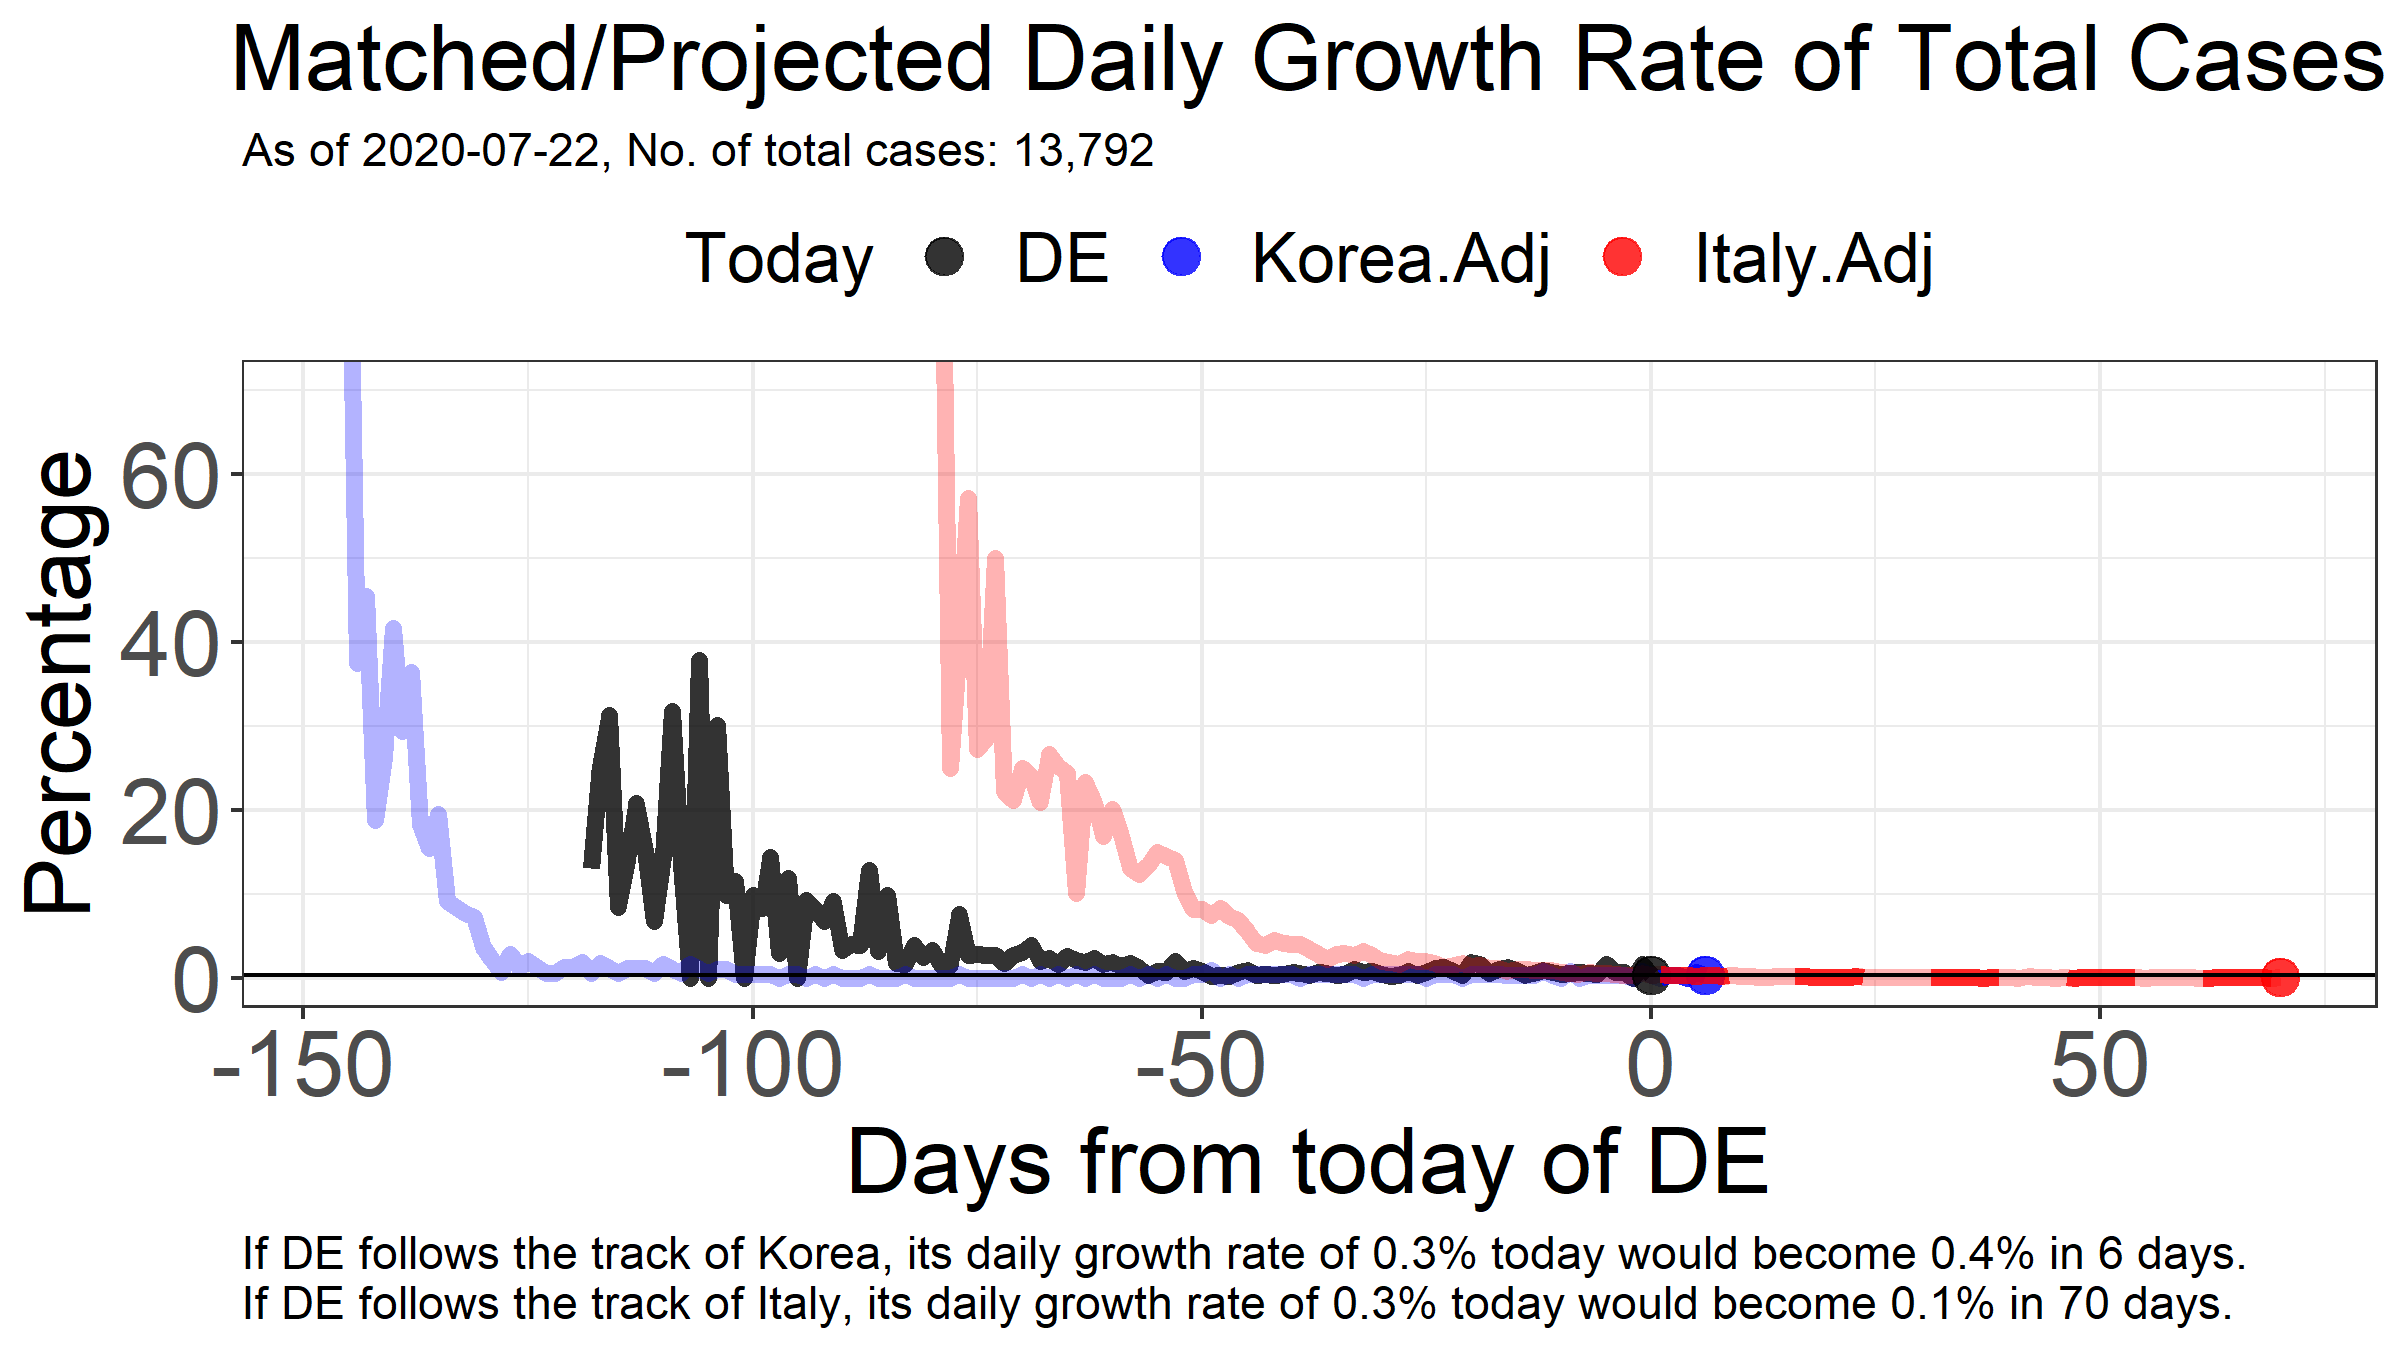 Matched/Projected Daily Growth Rate of Total Cases
As of 2020-07-22, No. of total cases: 13,792
Today DE Korea.Adj Italy.Adj
Percentage
60
40
20
0
-150 -100 -50 0 50
Days from today of DE
If DE follows the track of Korea, its daily growth rate of 0.3% today would become 0.4% in 6 days.
If DE follows the track of Italy, its daily growth rate of 0.3% today would become 0.1% in 70 days.